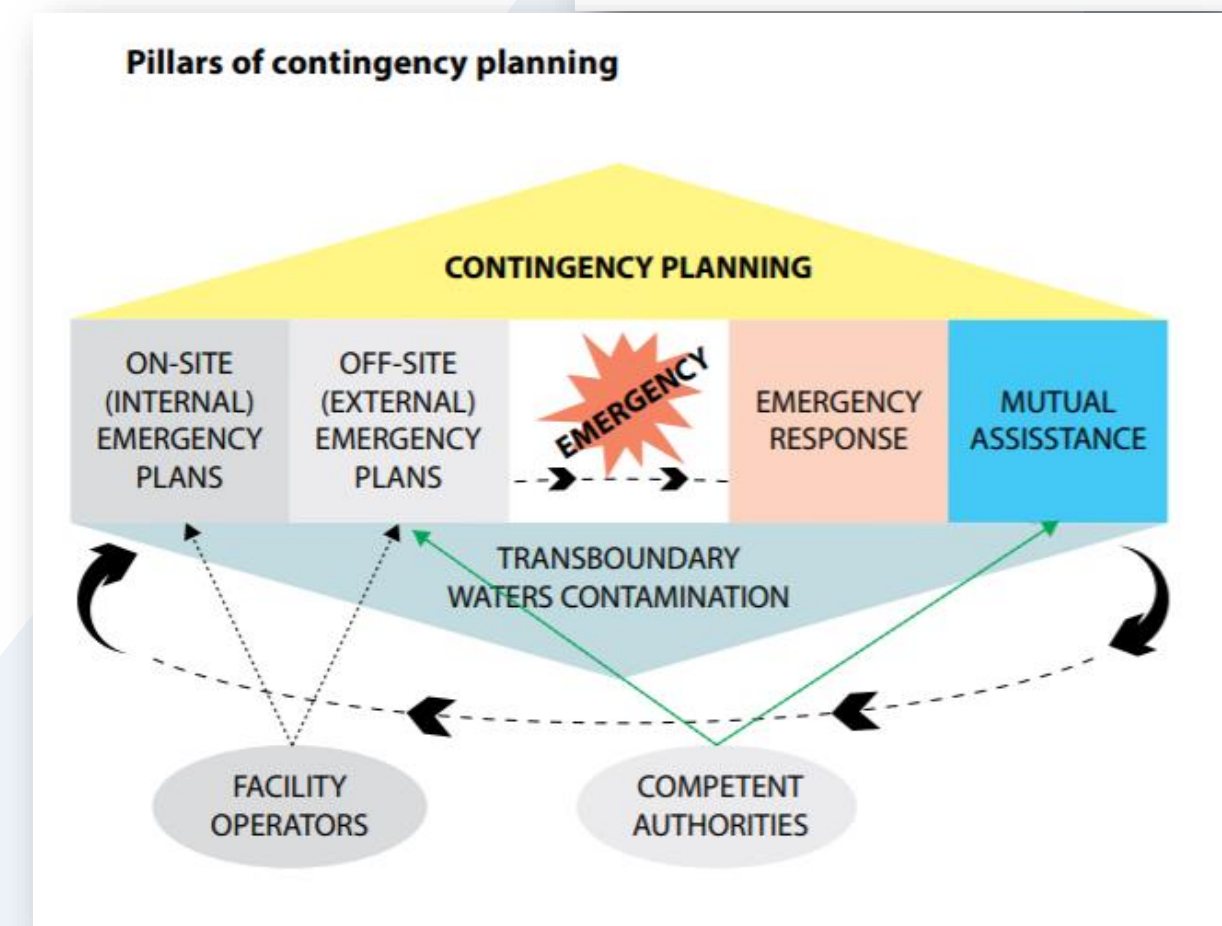 Pillars of contingency planning
CONTINGENCY PLANNING
ON-SITE
(INTERNAL)
EMERGENCY
PLANS
OFF-SITE
(EXTERNAL)
EMERGENCY
PLANS
EMERGENCY
EMERGENCY
RESPONSE
MUTUAL
ASSISSTANCE
TRANSBOUNDARY
WATERS CONTAMINATION
FACILITY
OPERATORS
COMPETENT
AUTHORITIES